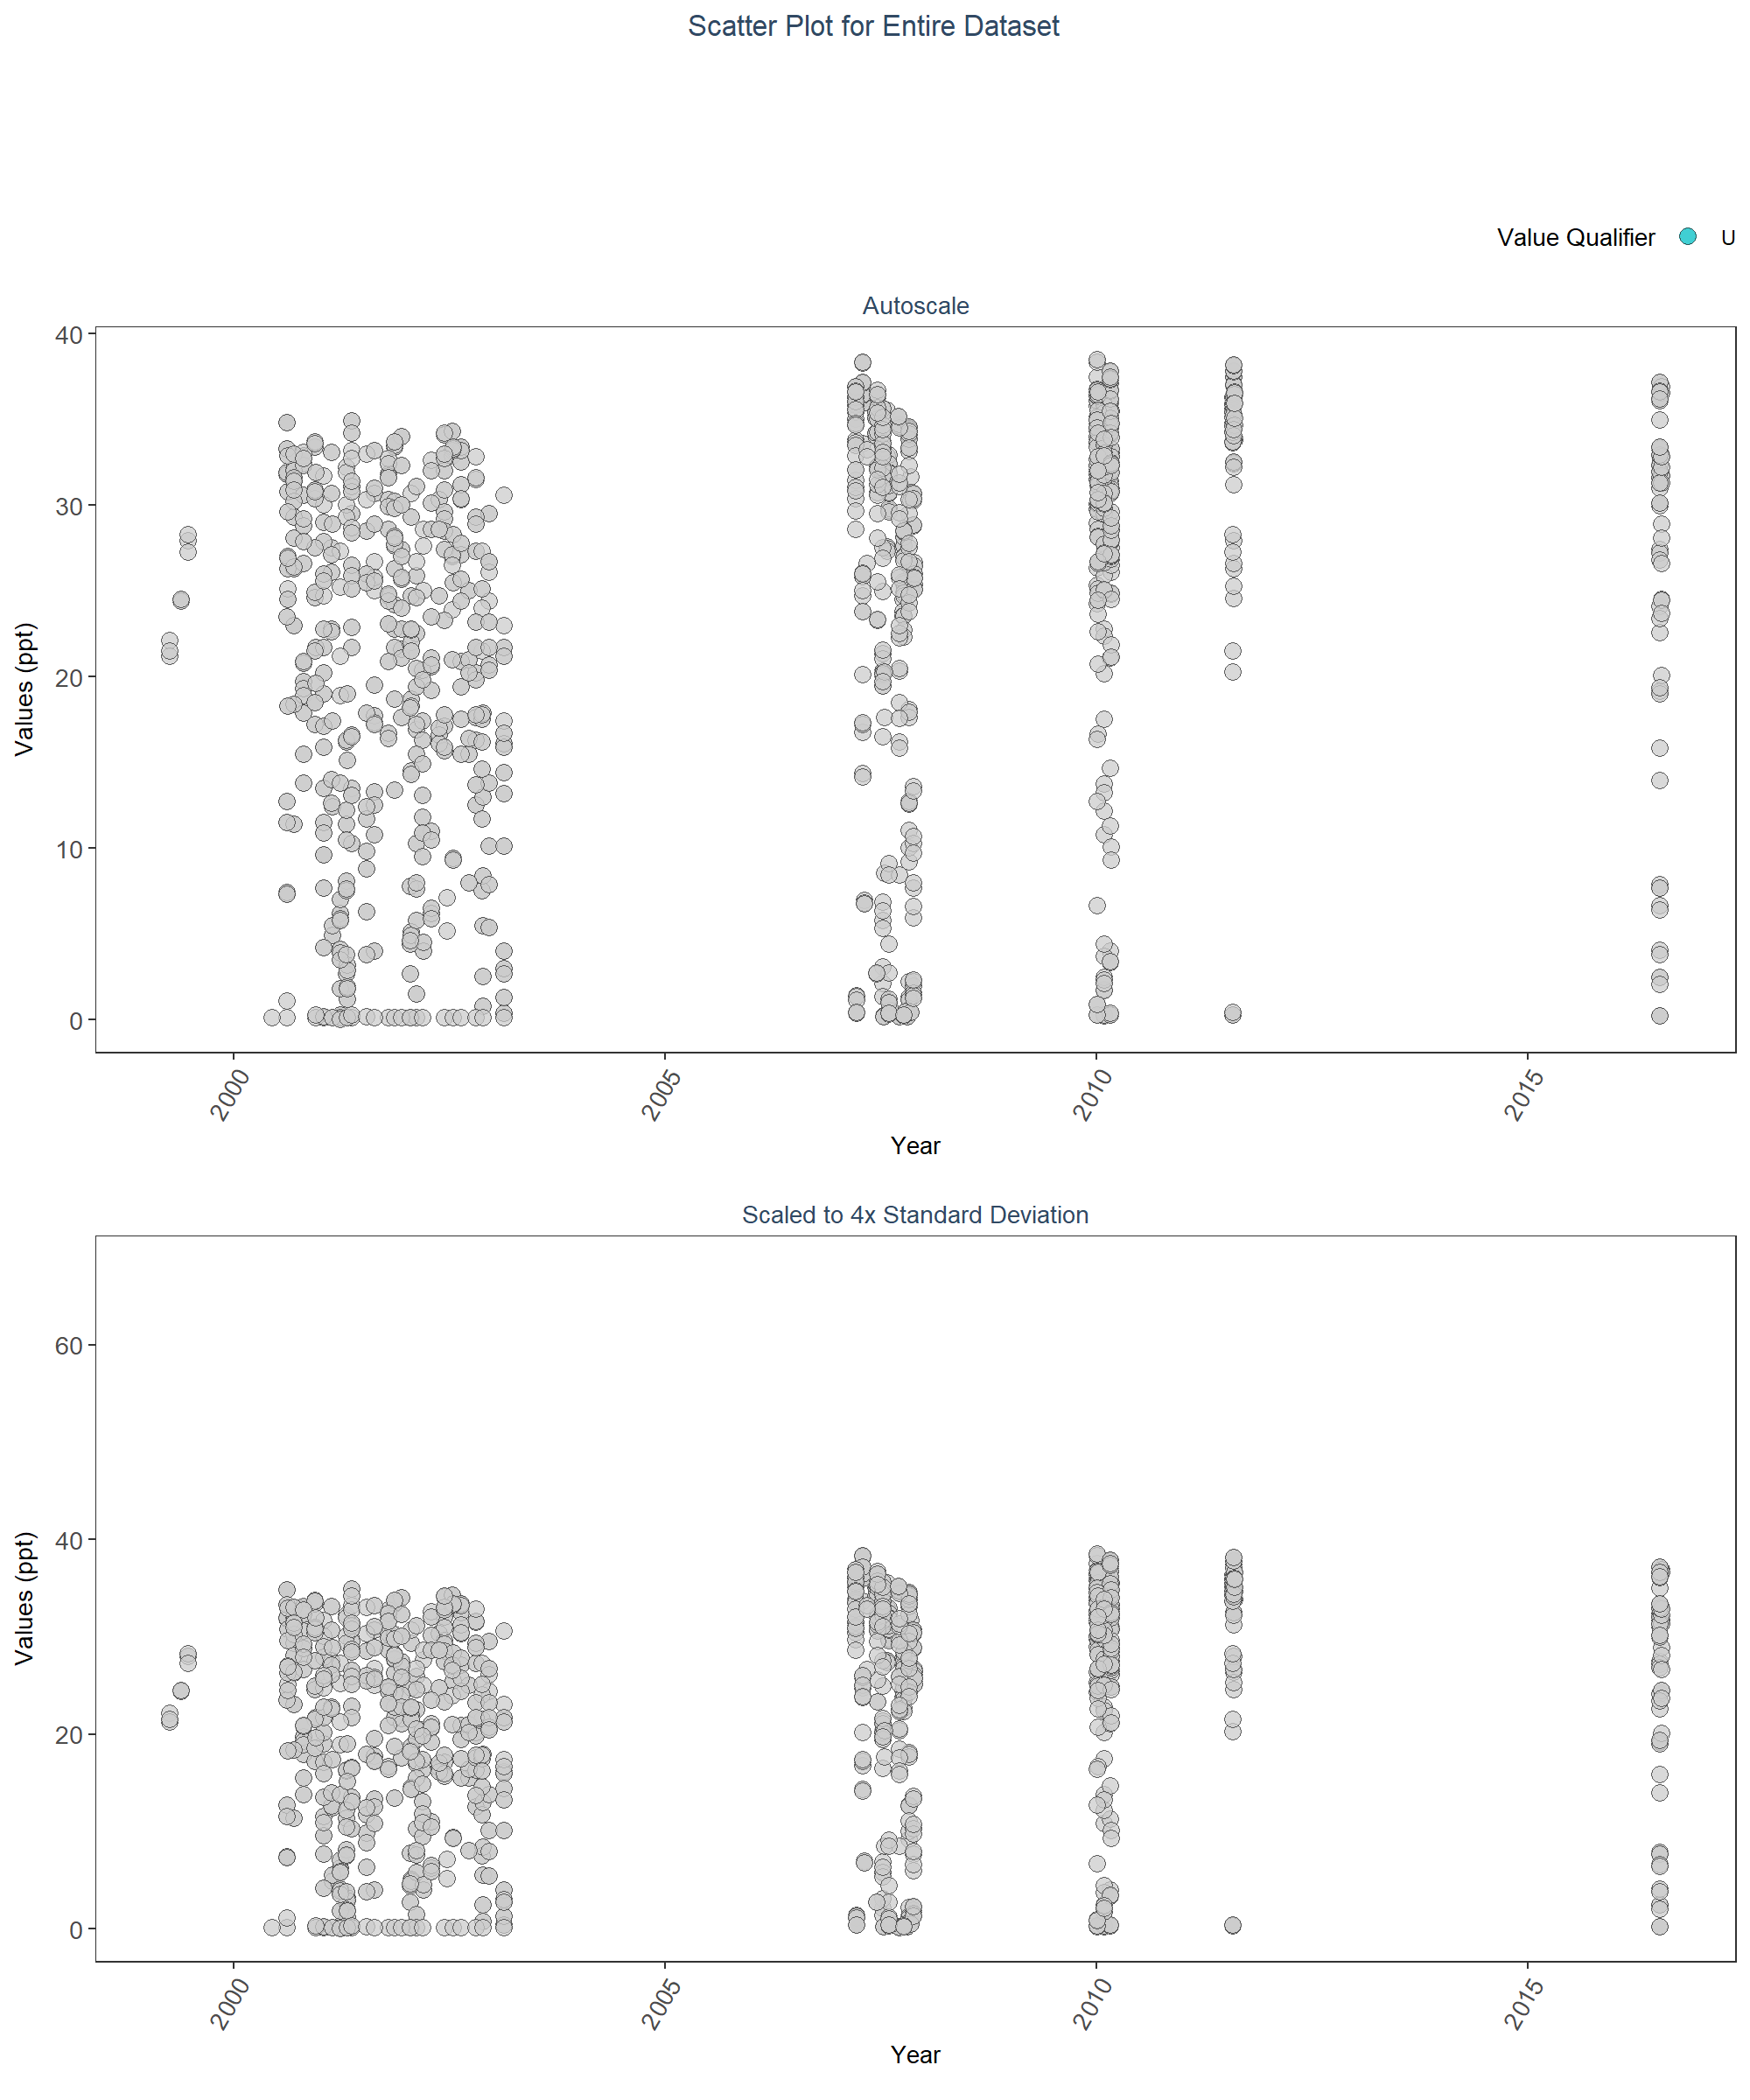 Scatter Plot for Entire Dataset
Value Qualifier U
Autoscale
40
30
20
10
0
Values (ppt)
2000 2005 2010 2015
Year
Scaled to 4x Standard Deviation
60
40
20
0
Values (ppt)
2000 2005 2010 2015
Year